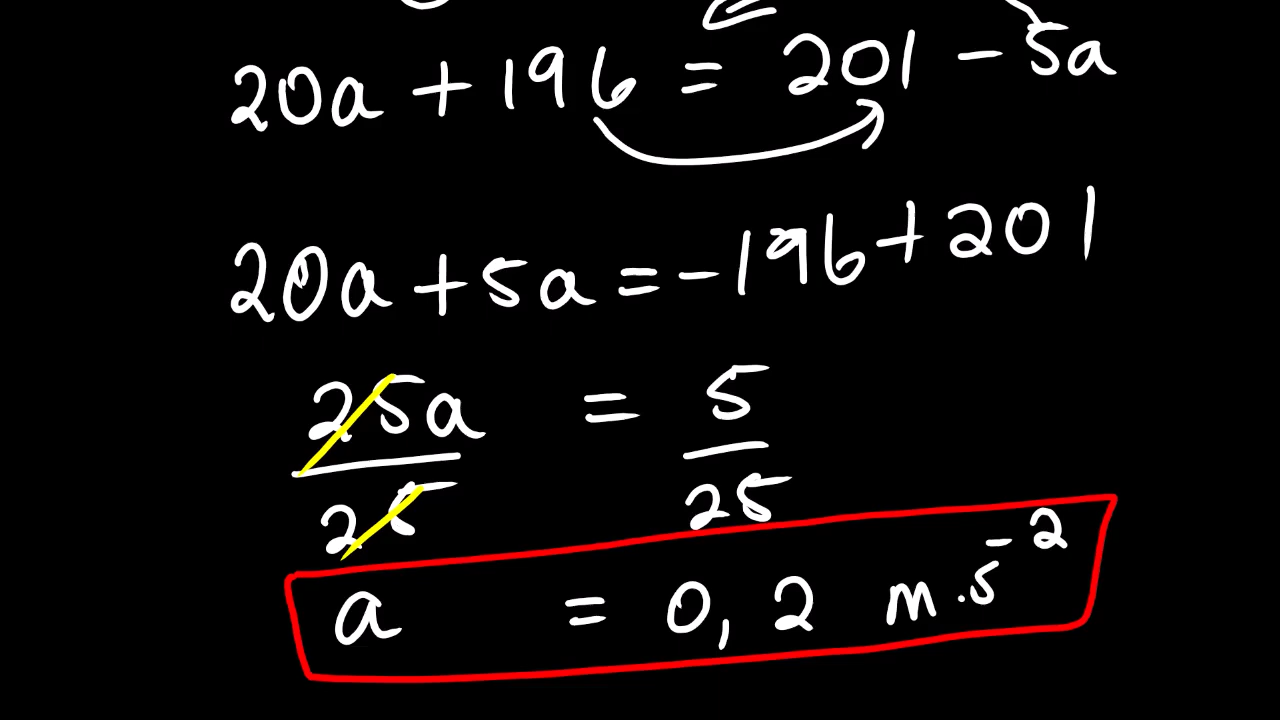 20a + 196 = 201 - 5a
20a + 5a = -196 + 201
25a = 5
25 25
a = 0,2 m.s-2